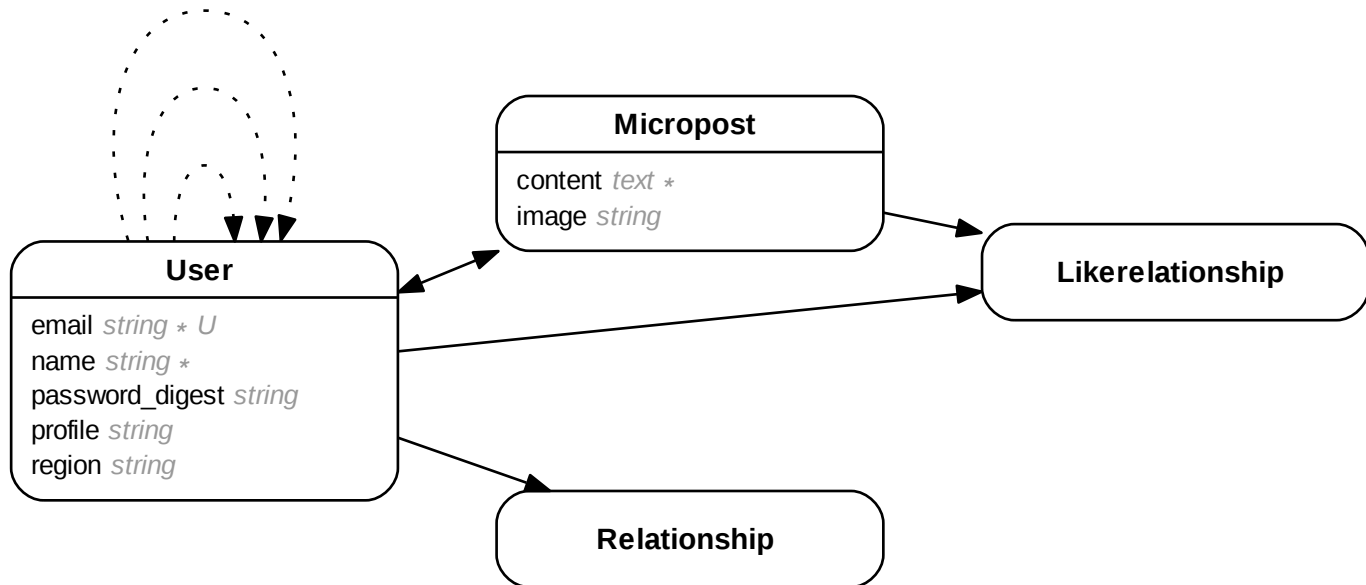 Micropost
content text *
image string
User
email string * U
name string *
password_digest string
profile string
region string
Likerelationship
Relationship